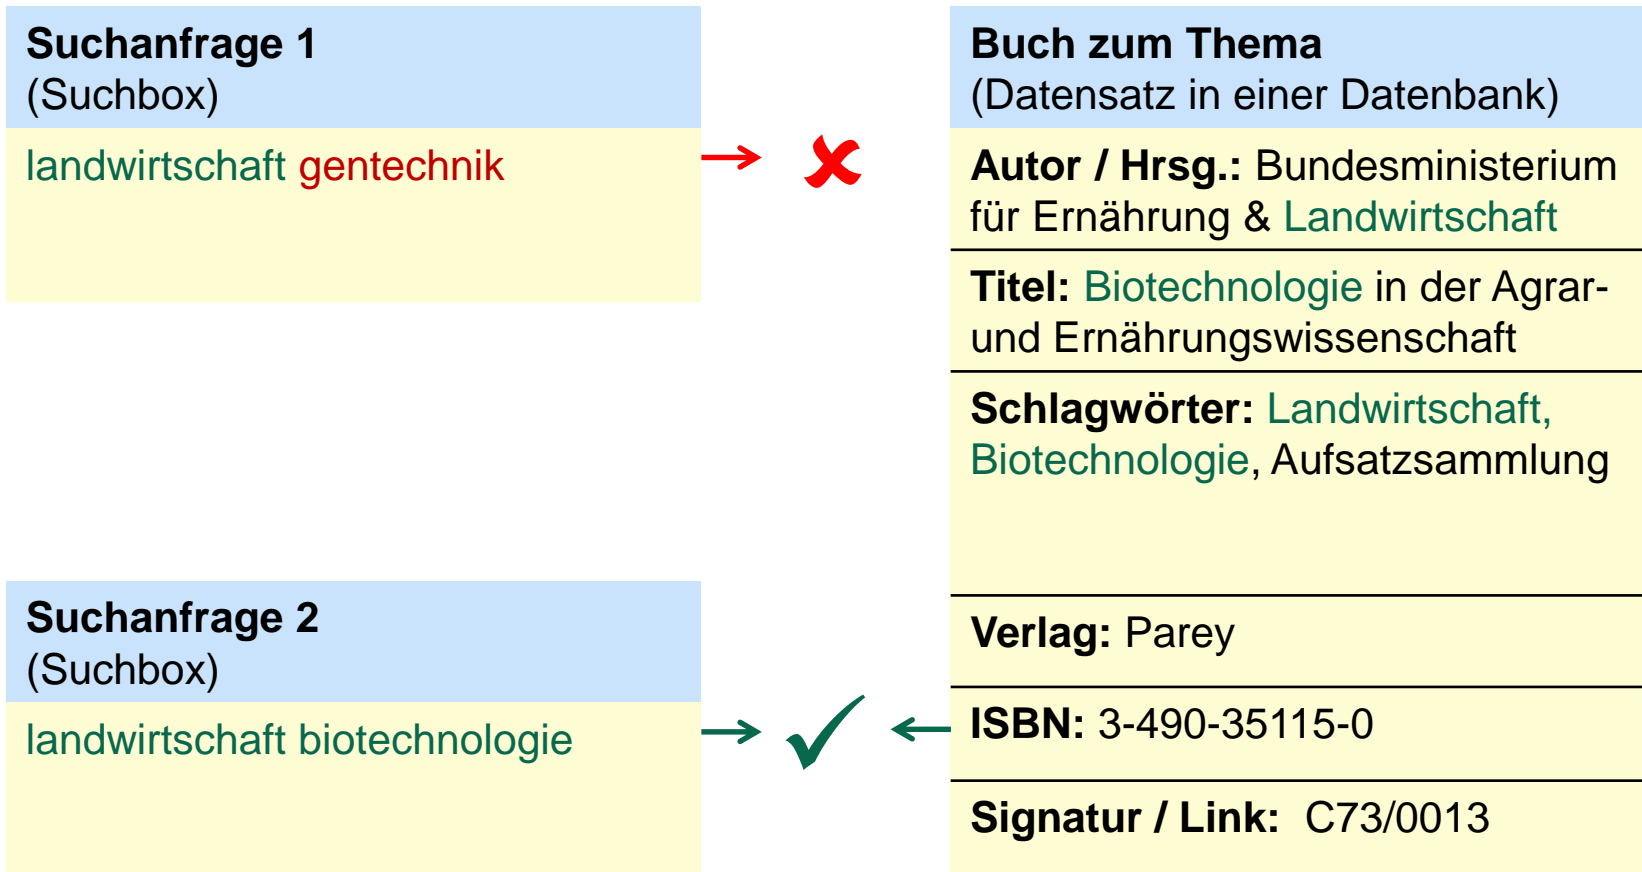 Suchanfrage 1
(Suchbox)
landwirtschaft gentechnik
Suchanfrage 2
(Suchbox)
landwirtschaft biotechnologie
Buch zum Thema
(Datensatz in einer Datenbank)
Autor / Hrsg.: Bundesministerium
für Ernährung & Landwirtschaft
Titel: Biotechnologie in der Agrar-
und Ernährungswissenschaft
Schlagwörter: Landwirtschaft,
Biotechnologie, Aufsatzsammlung
Verlag: Parey
ISBN: 3-490-35115-0
Signatur / Link: C73/0013